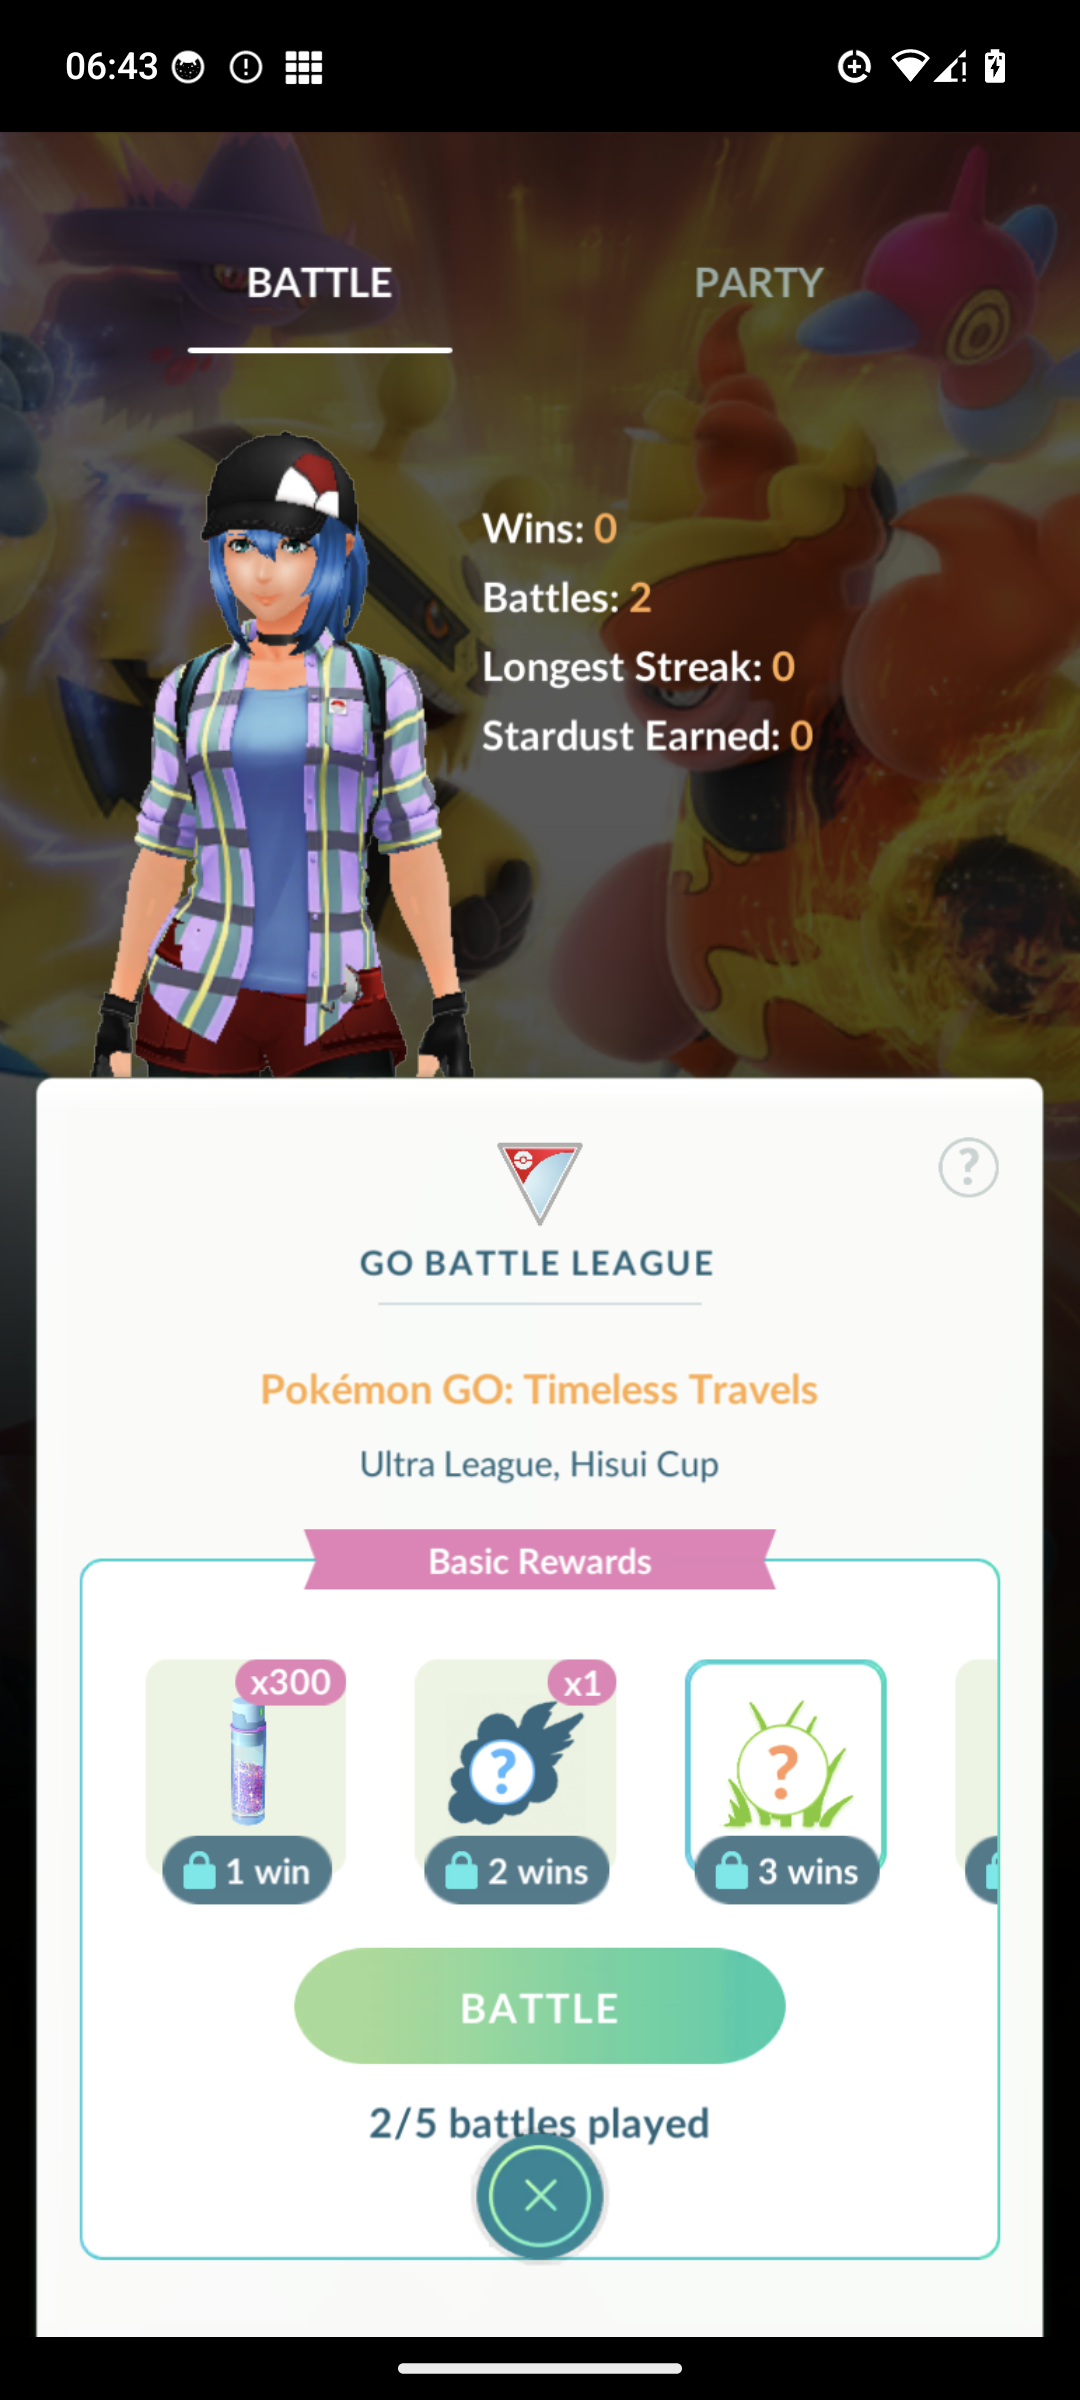 06:43
BATTLE
PARTY
Wins: 0
Battles: 2
Longest Streak: 0
Stardust Earned: 0
?
GO BATTLE LEAGUE
Pokémon GO: Timeless Travels
Ultra League, Hisui Cup
Basic Rewards
x300
x1
?
?
1 win
2 wins
3 wins
BATTLE
2/5 battles played